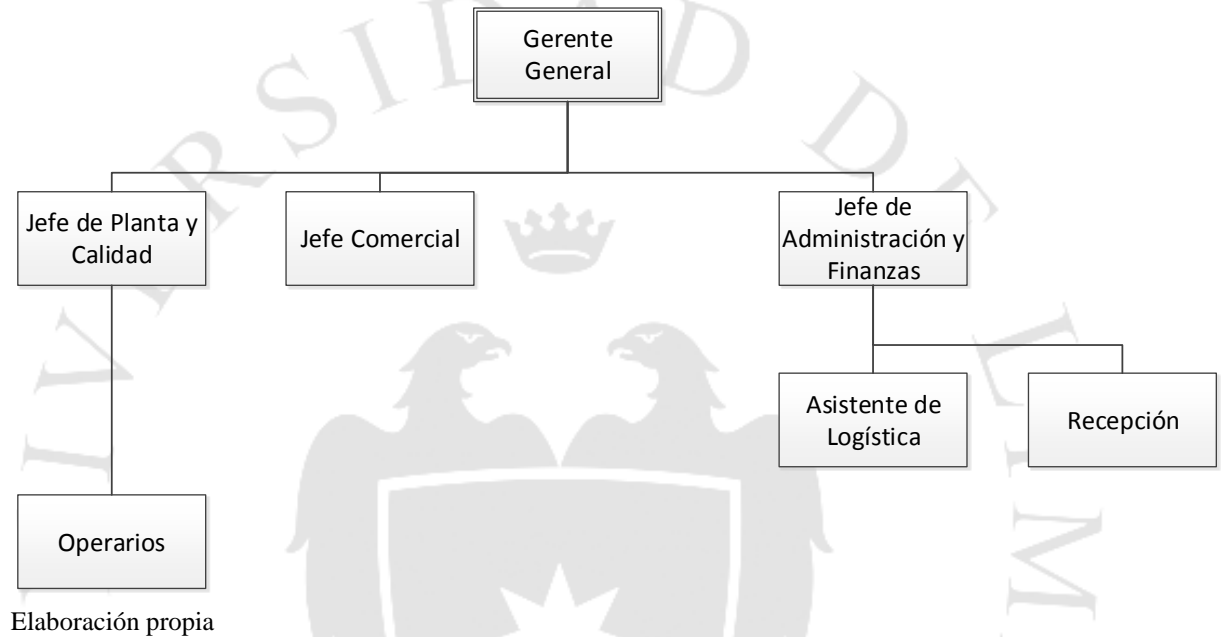 Gerente
General
Jefe de Planta y
Calidad
Jefe Comercial
Jefe de
Administración y
Finanzas
Asistente de
Logística
Recepción
Operarios
Elaboración propia